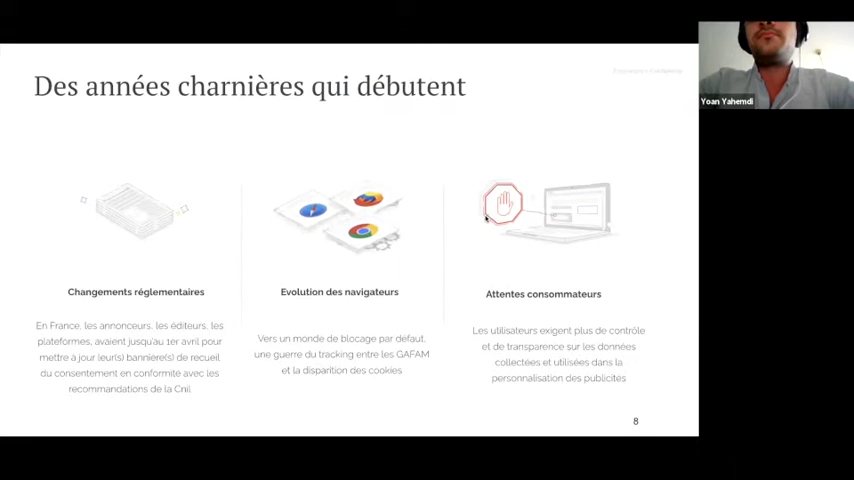 Des années charnières qui débutent
Yoan Yahemdi
Changements réglementaires
En France, les annonceurs, les éditeurs, les
plateformes, avaient jusqu'au 1er avril pour
mettre à jour leur(s) banniere(s) de recueil
du consentement en conformité avec les
recommandations de la Cnil
Evolution des navigateurs
Vers un monde de blocage par défaut,
une guerre du tracking entre les GAFAM
et la disparition des cookies
Attentes consommateurs
Les utilisateurs exigent plus de contrôle
et de transparence sur les données
collectées et utilisées dans la
personnalisation des publicités
8